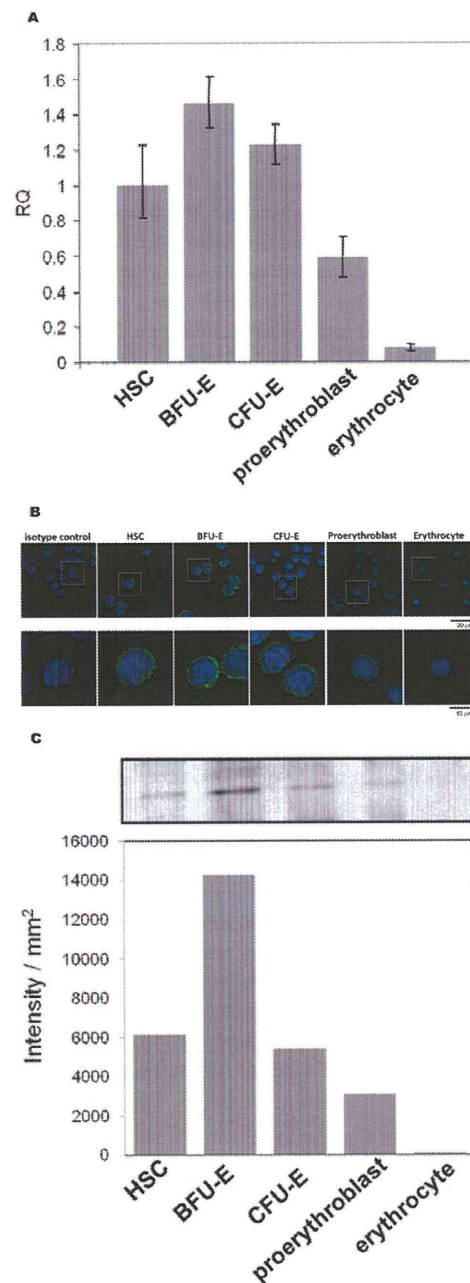 A
1.8
1.6
1.4
1.2
1
0.8
0.6
0.4
0.2
0
RQ
HSC
BFU-E
CFU-E
proerythroblast
erythrocyte
B
isotype control HSC BFU-E CFU-E Proerythroblast Erythrocyte
C
16000
14000
12000
10000
8000
6000
4000
2000
0
Intensity / mm²
HSC
BFU-E
CFU-E
proerythroblast
erythrocyte